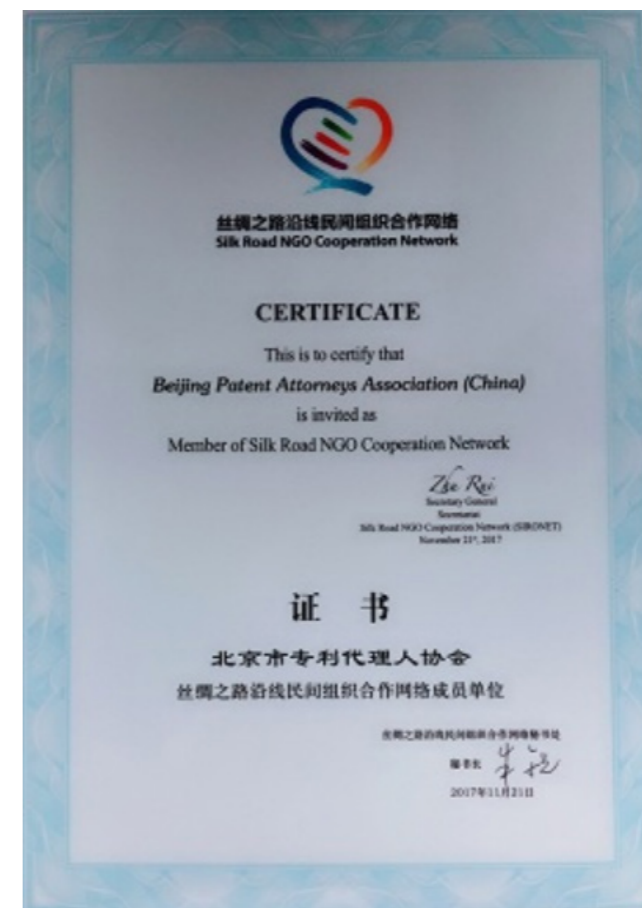 丝绸之路沿线民间组织合作网络
Silk Road NGO Cooperation Network
CERTIFICATE
This is to certify that
Beijing Patent Attorneys Association (China)
is invited as
Member of Silk Road NGO Cooperation Network
Zhu Rui
Secretary General
Secretariat
Silk Road NGO Cooperation Network (SIRONET)
November 21st, 2017
证 书
北京市专利代理人协会
丝绸之路沿线民间组织合作网络成员单位
丝绸之路沿线民间组织合作网络秘书处
秘书长
2017年11月21日